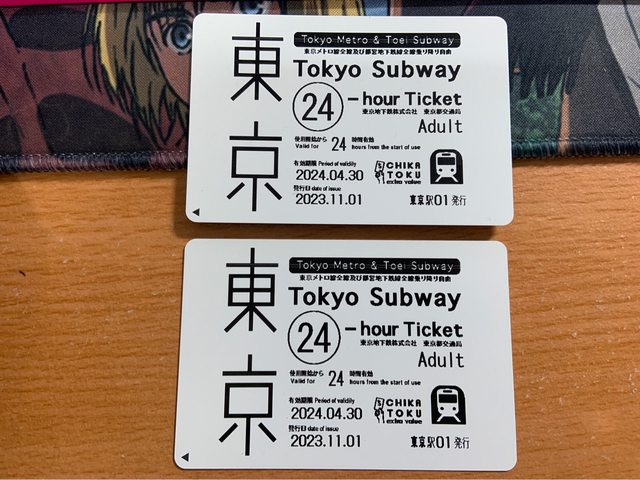 東京
Tokyo Metro & Toei Subway
東京メトロ線全線及び都営地下鉄線全線乗り降り自由
Tokyo Subway
24 -hour Ticket
東京地下鉄株式会社 東京都交通局
Adult
使用開始から 24 時間有効
Valid for hours from the start of use
有効期限 Period of validity
2024.04.30
発行日 date of issue
2023.11.01
CHIKA
TOKU
extra value
東京駅01発行
東京
Tokyo Metro & Toei Subway
東京メトロ線全線及び都営地下鉄線全線乗り降り自由
Tokyo Subway
24 -hour Ticket
東京地下鉄株式会社 東京都交通局
Adult
使用開始から 24 時間有効
Valid for hours from the start of use
有効期限 Period of validity
2024.04.30
発行日 date of issue
2023.11.01
CHIKA
TOKU
extra value
東京駅01発行